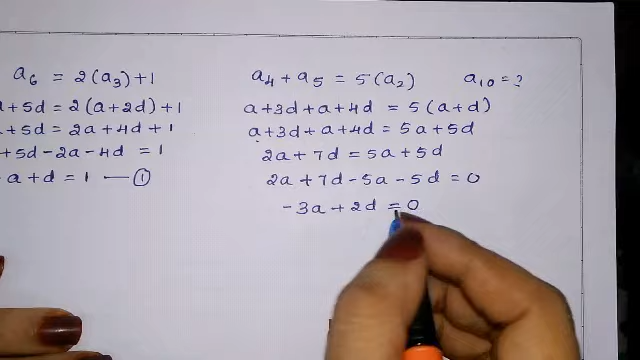 a6 = 2(a3)+1
a+5d = 2(a+2d)+1
a+5d = 2a+4d+1
+5d-2a-4d = 1
-a+d = 1 — ①
a4+a5 = 5(a2)   a10 = ?
a+3d+a+4d = 5(a+d)
a+3d+a+4d = 5a+5d
2a+7d = 5a+5d
2a+7d-5a-5d = 0
-3a+2d = 0